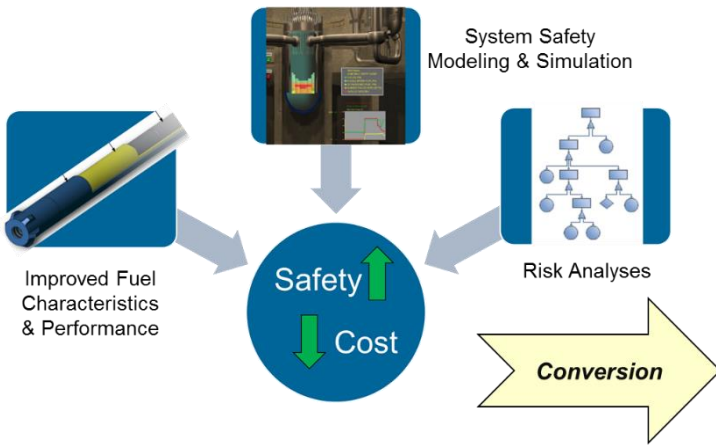 System Safety
Modeling & Simulation
Improved Fuel
Characteristics
& Performance
Risk Analyses
Safety
Cost
Conversion